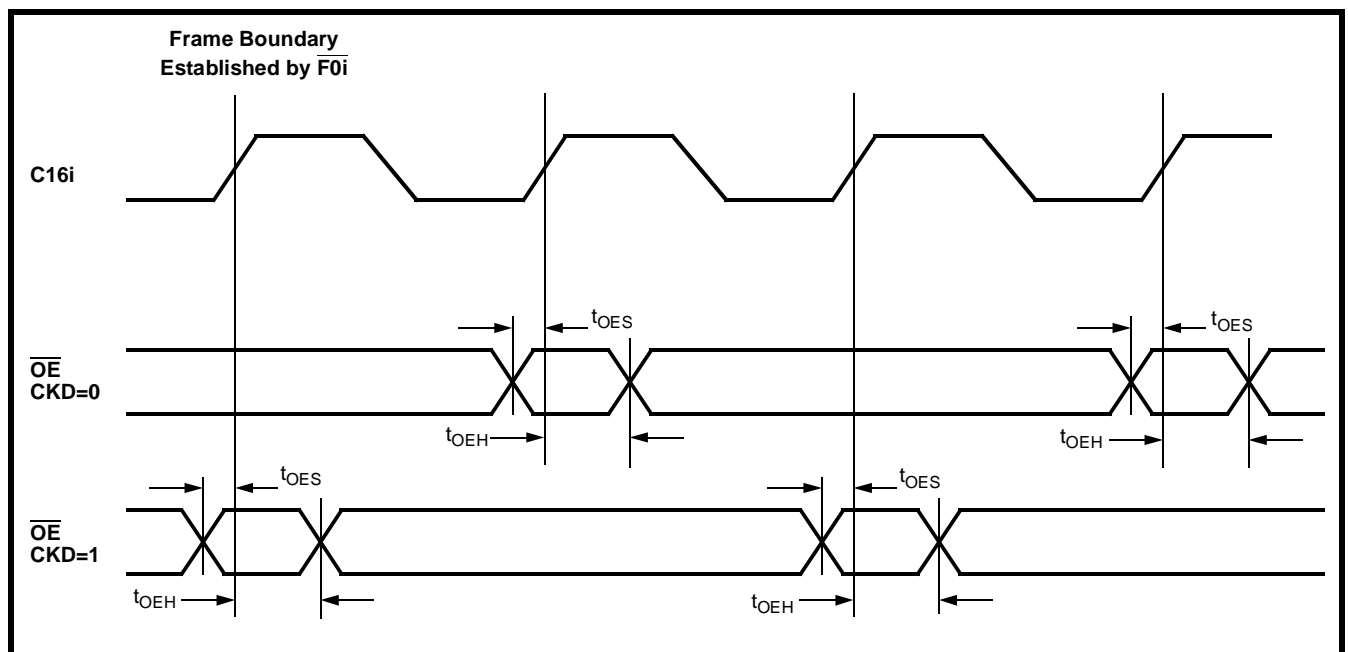 Frame Boundary
Established by F0i
C16i
tOES
tOES
OE
CKD=0
tOEH
tOEH
tOES
tOES
OE
CKD=1
tOEH
tOEH